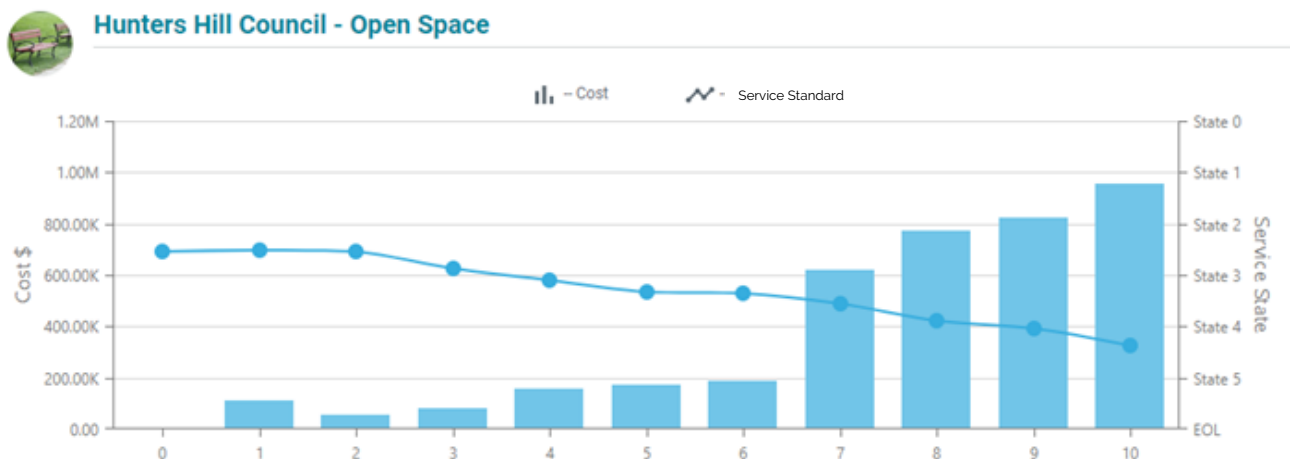 Hunters Hill Council - Open Space
-- Cost - Service Standard
1.20M State 0
1.00M State 1
800.00K State 2
600.00K State 3
400.00K State 4
200.00K State 5
0.00 EOL
Cost $
Service State
0 1 2 3 4 5 6 7 8 9 10